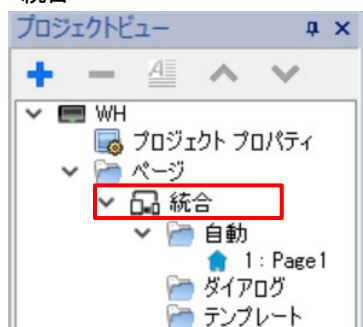 プロジェクトビュー
WH
プロジェクト プロパティ
ページ
統合
自動
1 : Page1
ダイアログ
テンプレート